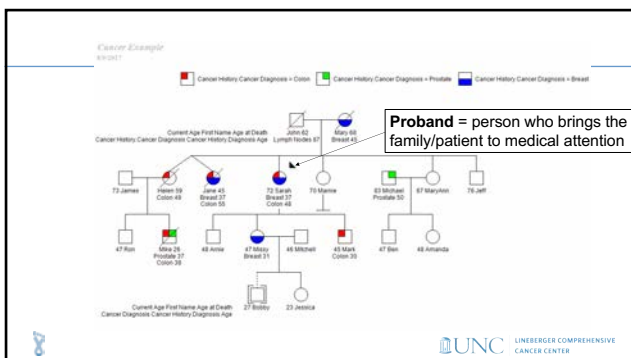 Cancer Example
Cancer History Cancer Diagnosis = Colon
Cancer History Cancer Diagnosis = Prostate
Cancer History Cancer Diagnosis = Breast
Proband = person who brings the
family/patient to medical attention
Current Age First Name Age at Death
Cancer History Cancer Diagnosis Cancer History Diagnosis Age
John 62
Lymph Nodes 67
Mary 68
Breast 45
73 James
Helen 59
Colon 49
Jane 45
Breast 37
Colon 55
72 Sarah
Breast 37
Colon 48
70 Marnie
63 Michael
Prostate 50
67 MaryAnn
76 Jeff
47 Ron
Mike 26
Prostate 37
Colon 38
48 Annie
47 Missy
Breast 31
46 Mitchell
45 Mark
Colon 35
47 Ben
48 Amanda
Current Age First Name Age at Death
Cancer Diagnosis Cancer History Diagnosis Age
27 Bobby
23 Jessica
UNC
LINEBERGER COMPREHENSIVE
CANCER CENTER